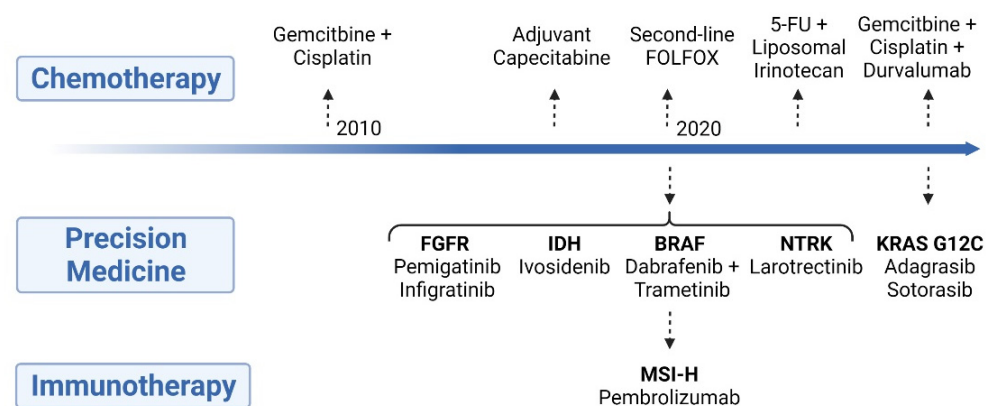 Chemotherapy
Gemcitbine +
Cisplatin
Adjuvant
Capecitabine
Second-line
FOLFOX
5-FU +
Liposomal
Irinotecan
Gemcitbine +
Cisplatin +
Durvalumab
2010
2020
Precision
Medicine
FGFR
Pemigatinib
Infigratinib
IDH
Ivosidenib
BRAF
Dabrafenib +
Trametinib
NTRK
Larotrectinib
KRAS G12C
Adagrasib
Sotorasib
Immunotherapy
MSI-H
Pembrolizumab